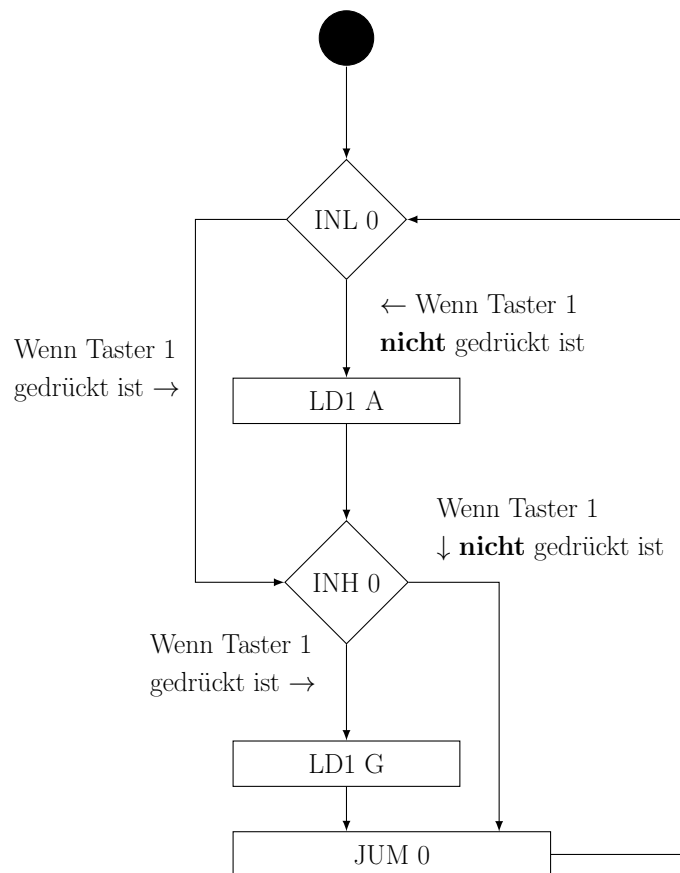 INL 0
← Wenn Taster 1
nicht gedrückt ist
Wenn Taster 1
gedrückt ist →
LD1 A
Wenn Taster 1
↓ nicht gedrückt ist
INH 0
Wenn Taster 1
gedrückt ist →
LD1 G
JUM 0